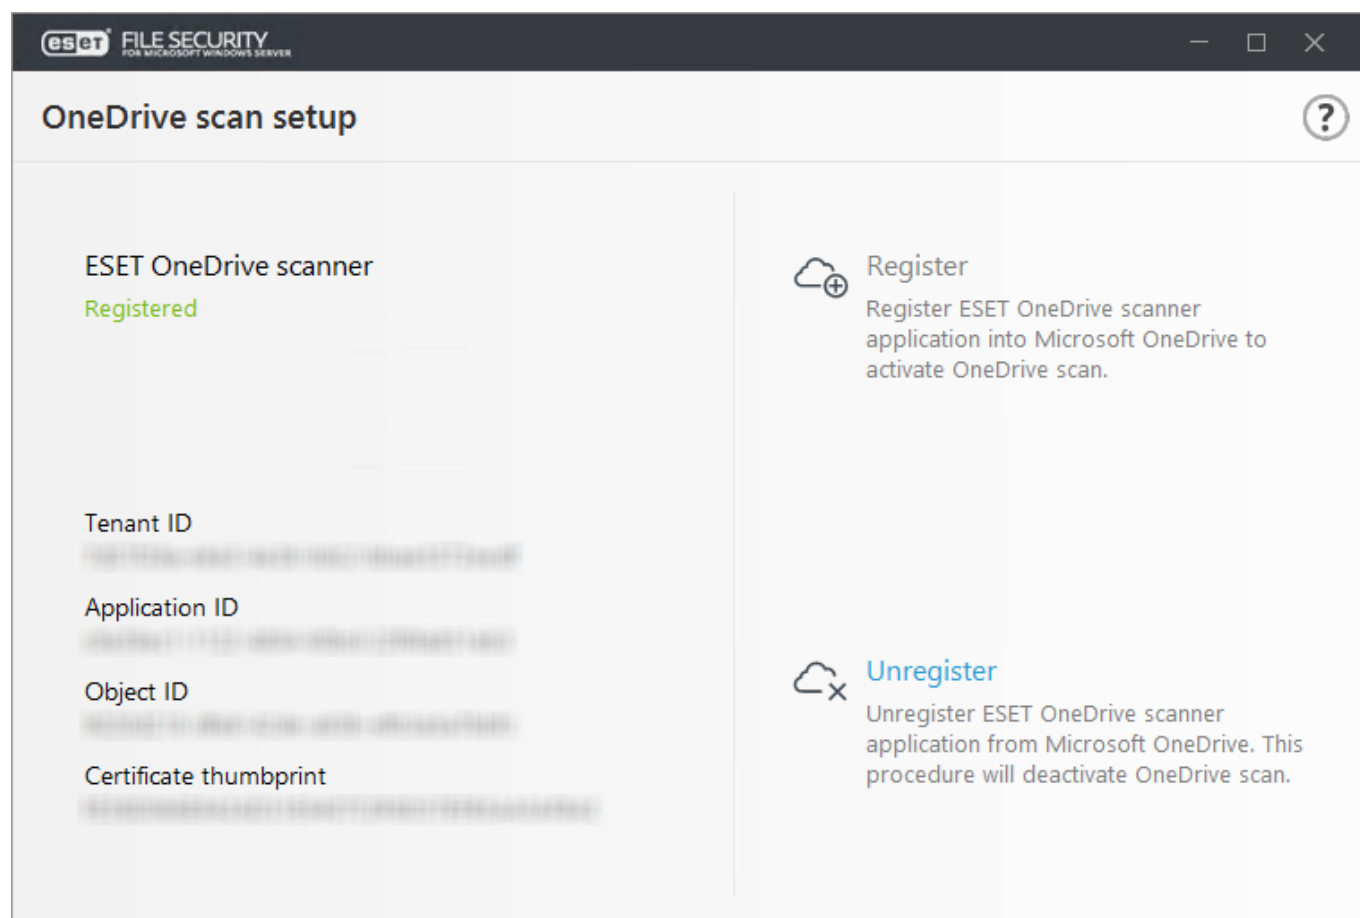 eset FILE SECURITY
FOR MICROSOFT WINDOWS SERVER
OneDrive scan setup
?
ESET OneDrive scanner
Registered
Tenant ID
Application ID
Object ID
Certificate thumbprint
Register
Register ESET OneDrive scanner
application into Microsoft OneDrive to
activate OneDrive scan.
Unregister
Unregister ESET OneDrive scanner
application from Microsoft OneDrive. This
procedure will deactivate OneDrive scan.